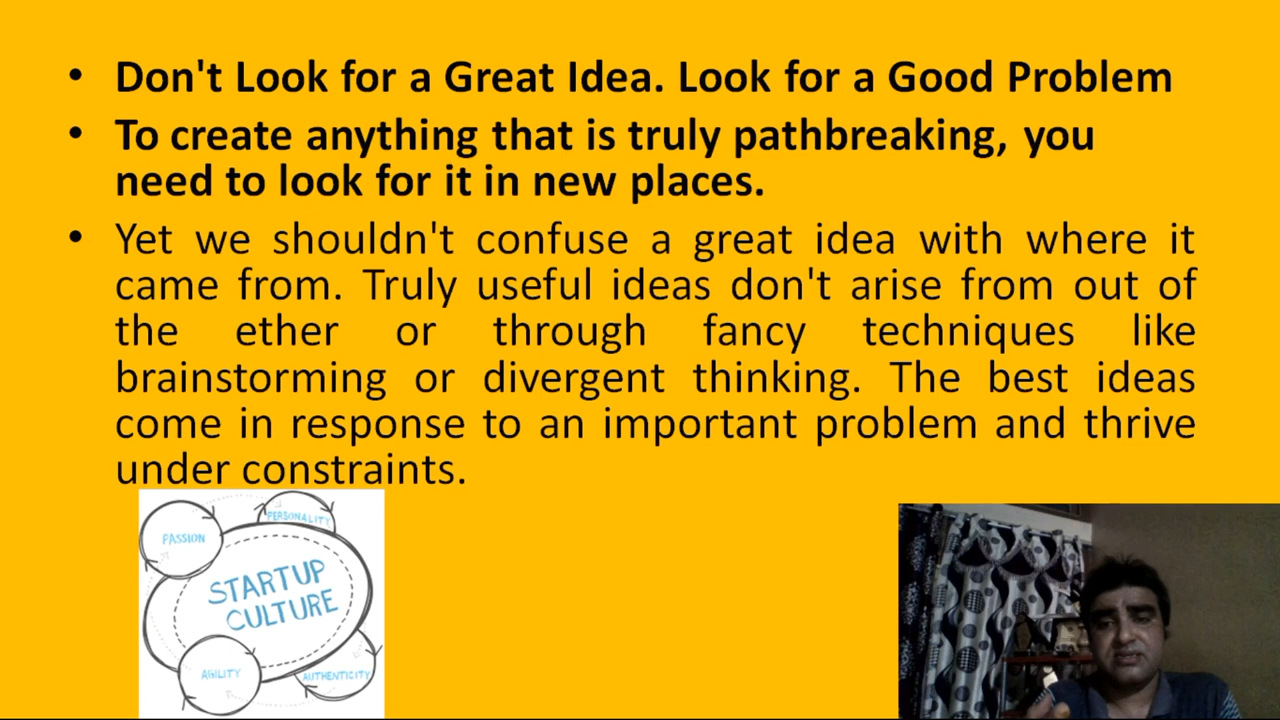 • Don't Look for a Great Idea. Look for a Good Problem
• To create anything that is truly pathbreaking, you
need to look for it in new places.
• Yet we shouldn't confuse a great idea with where it
came from. Truly useful ideas don't arise from out of
the ether or through fancy techniques like
brainstorming or divergent thinking. The best ideas
come in response to an important problem and thrive
under constraints.
PERSONALITY
PASSION
STARTUP
CULTURE
AGILITY
AUTHENTICITY